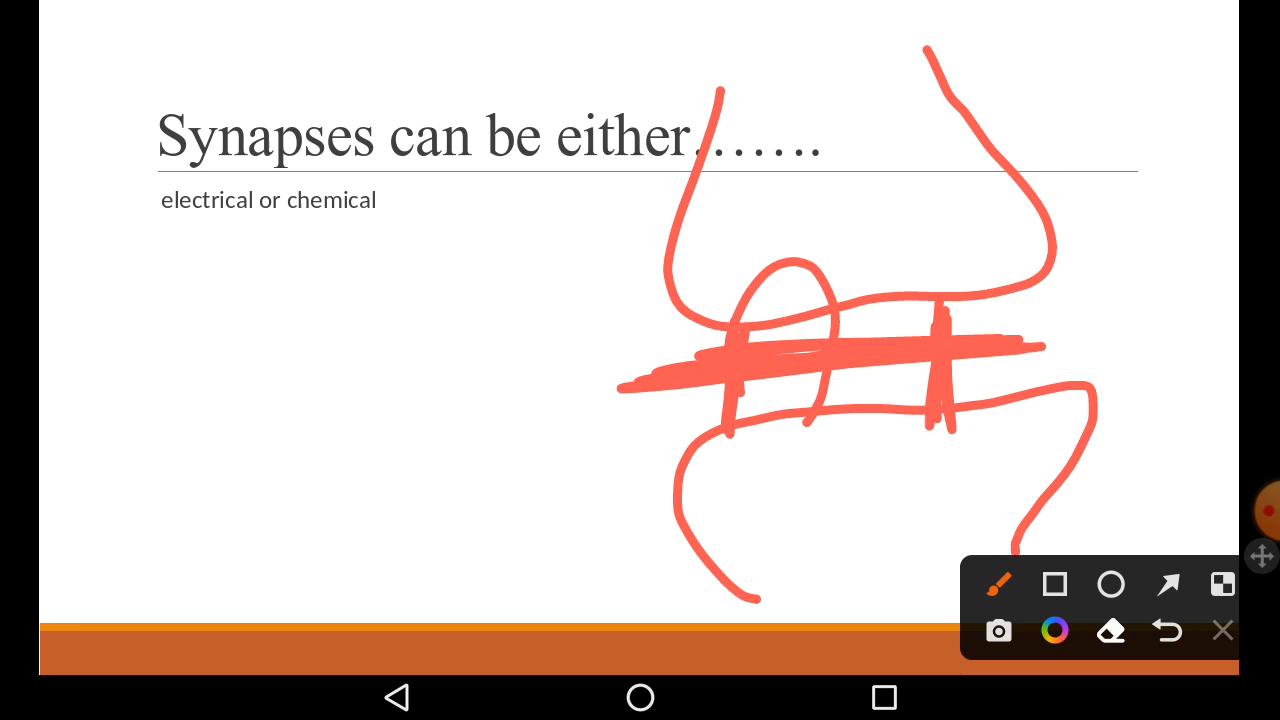 Synapses can be either…….
electrical or chemical